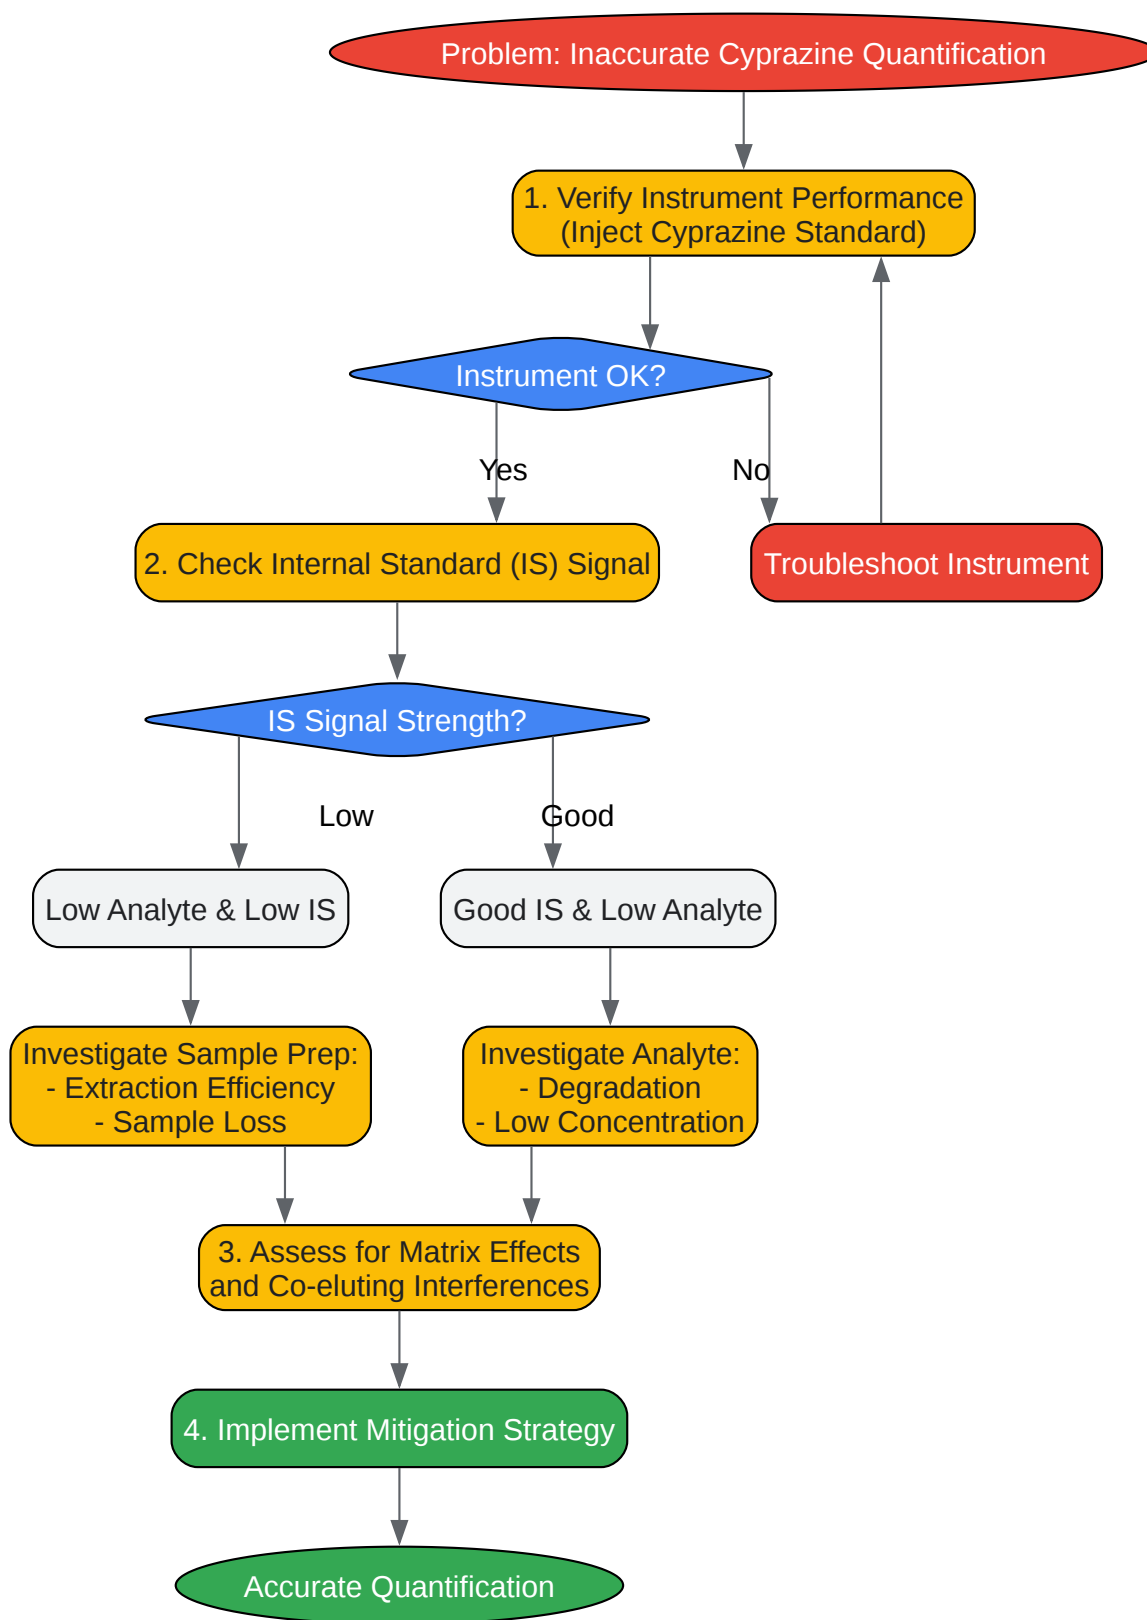 Problem: Inaccurate Cyprazine Quantification
1. Verify Instrument Performance
(Inject Cyprazine Standard)
Instrument OK?
Yes
No
2. Check Internal Standard (IS) Signal
Troubleshoot Instrument
IS Signal Strength?
Low
Good
Low Analyte & Low IS
Good IS & Low Analyte
Investigate Sample Prep:
- Extraction Efficiency
- Sample Loss
Investigate Analyte:
- Degradation
- Low Concentration
3. Assess for Matrix Effects
and Co-eluting Interferences
4. Implement Mitigation Strategy
Accurate Quantification